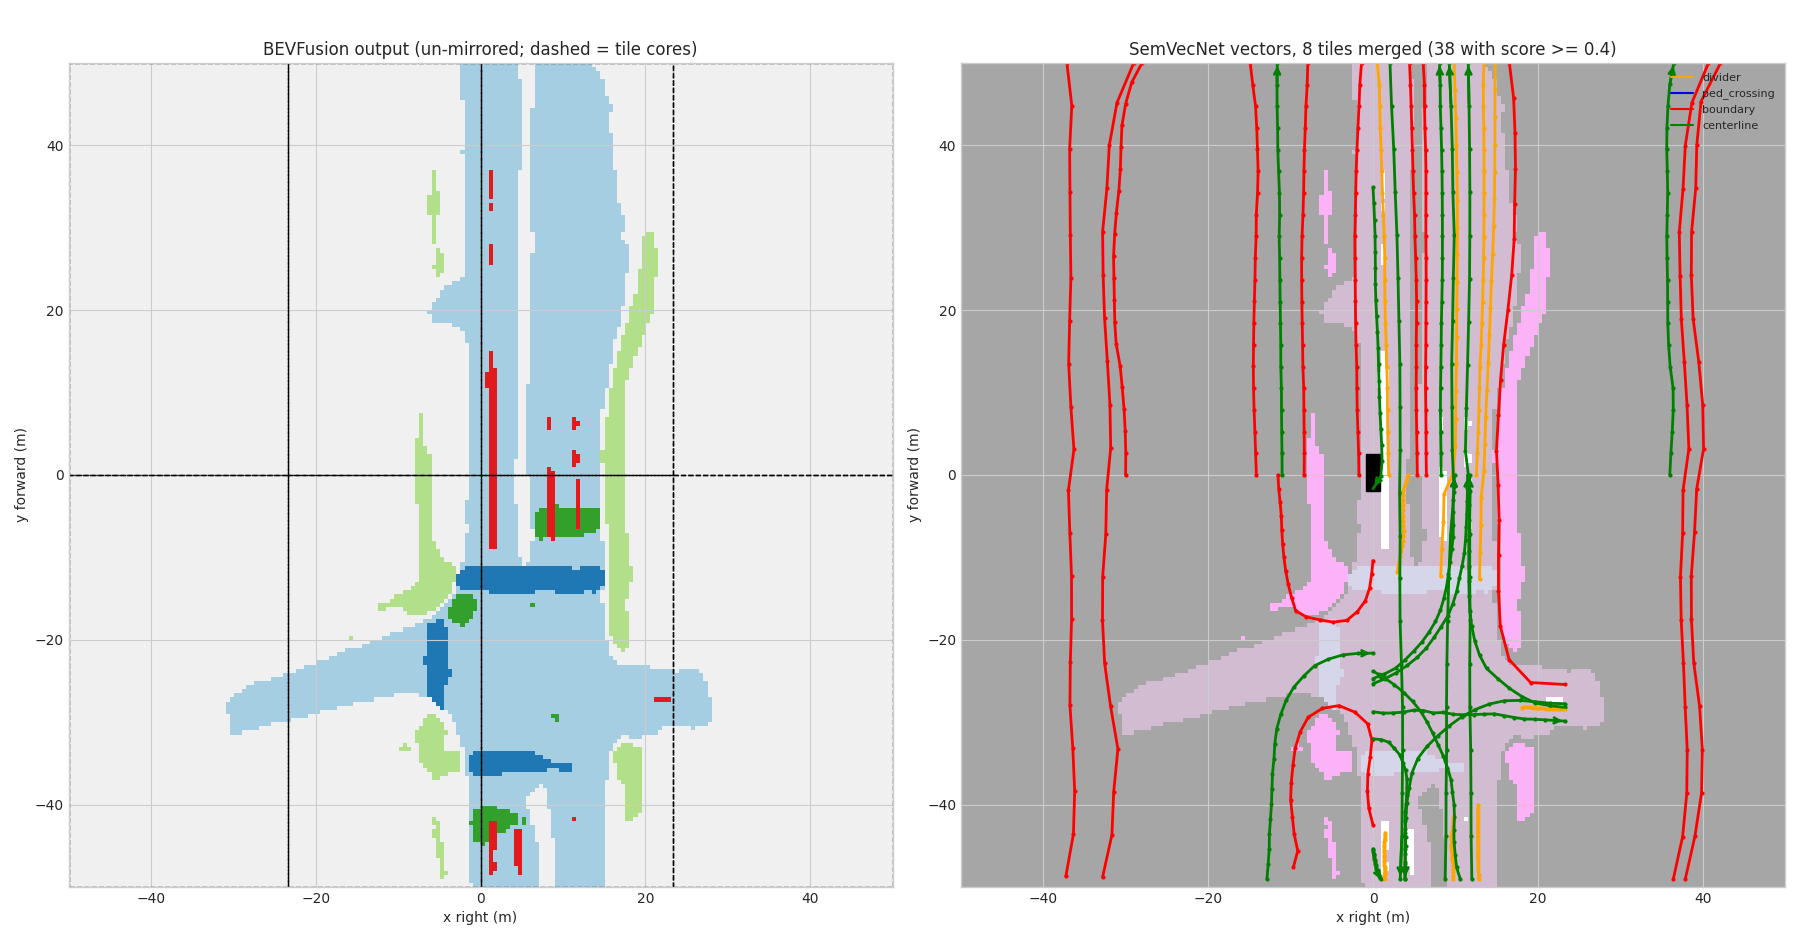 BEVFusion output (un-mirrored; dashed = tile cores)
40
20
0
−20
−40
y forward (m)
−40
−20
0
20
40
x right (m)
SemVecNet vectors, 8 tiles merged (38 with score >= 0.4)
divider
ped_crossing
boundary
centerline
40
20
0
−20
−40
y forward (m)
−40
−20
0
20
40
x right (m)